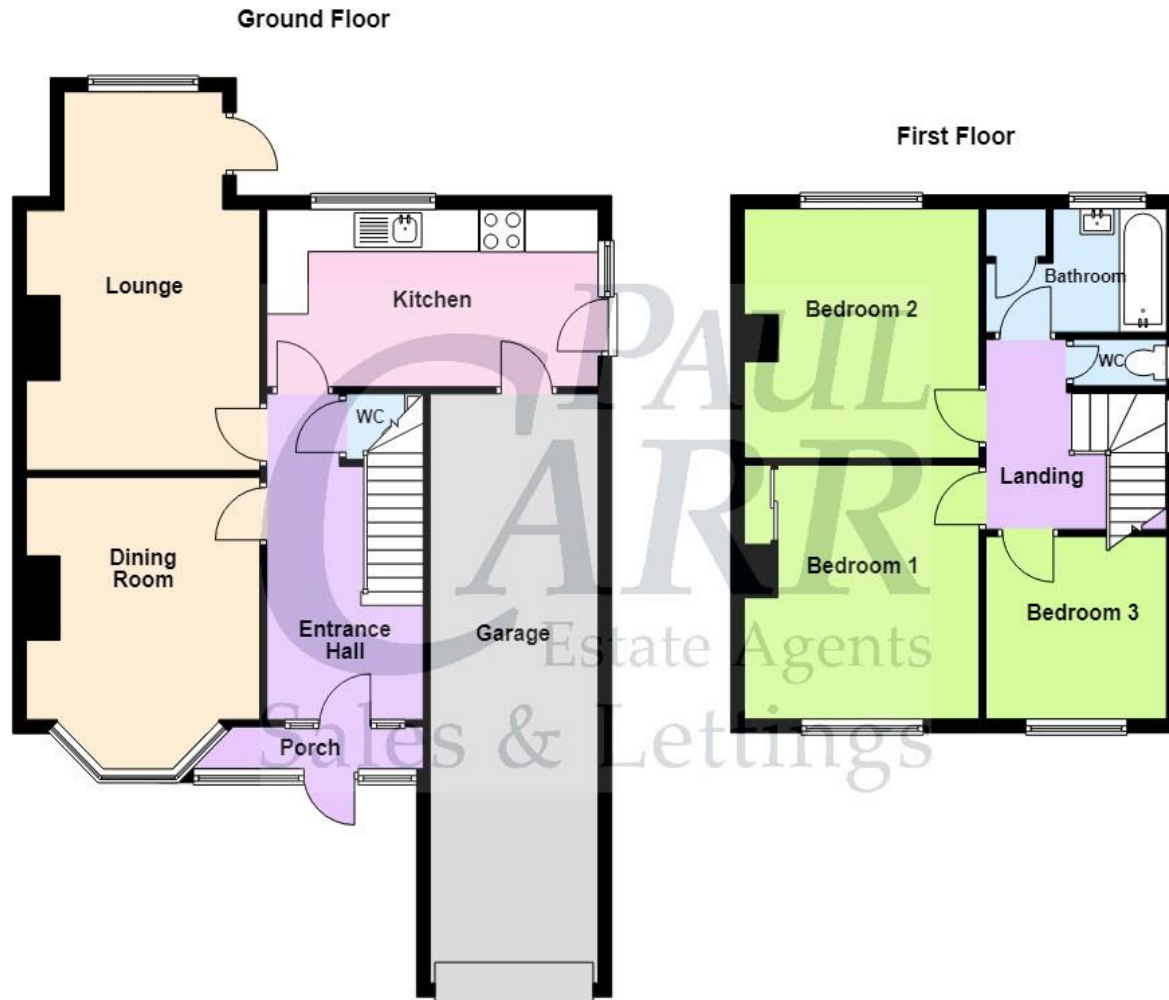 Ground Floor
First Floor
Lounge
Kitchen
WC
Dining
Room
Entrance
Hall
Garage
Porch
Bedroom 2
Bathroom
WC
Landing
Bedroom 1
Bedroom 3
PAUL
CARR
Estate Agents
Sales & Lettings